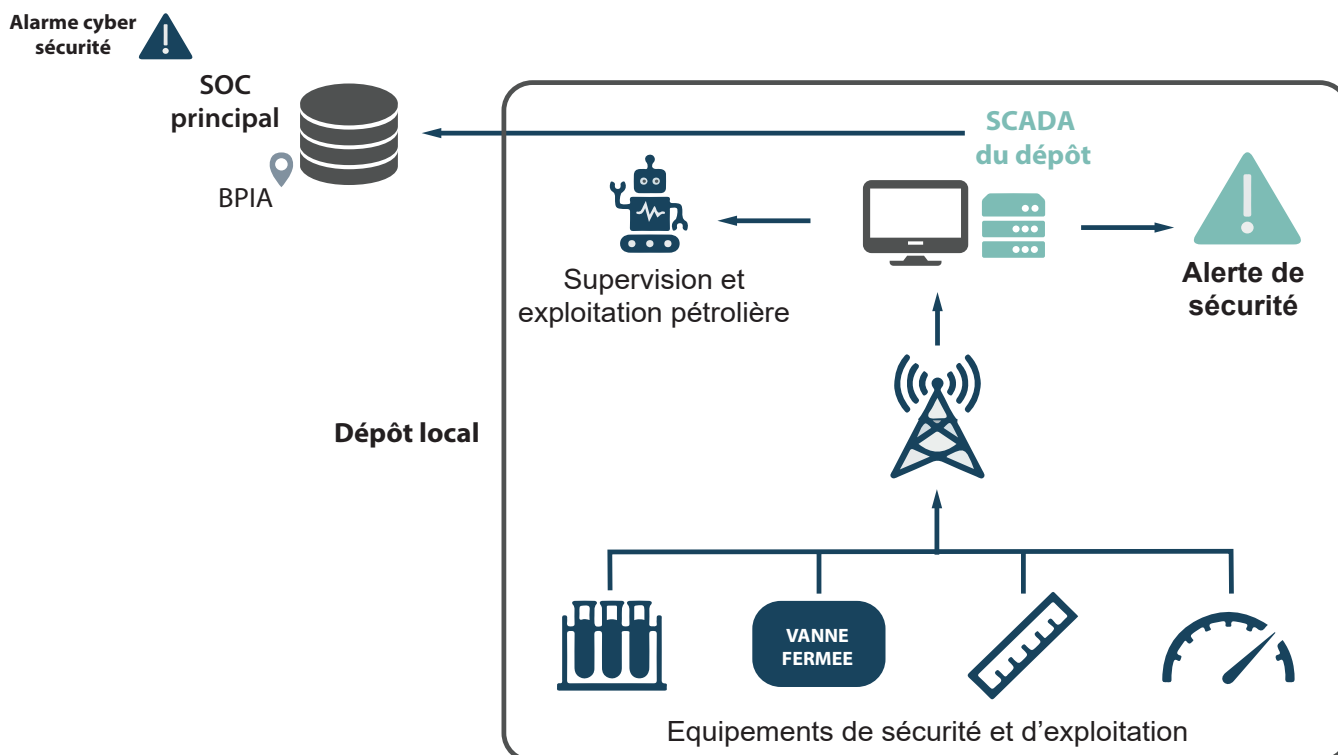 Alarme cyber
sécurité
SOC
principal
BPIA
SCADA
du dépôt
Supervision et
exploitation pétrolière
Alerte de
sécurité
Dépôt local
VANNE
FERMEE
Equipements de sécurité et d’exploitation